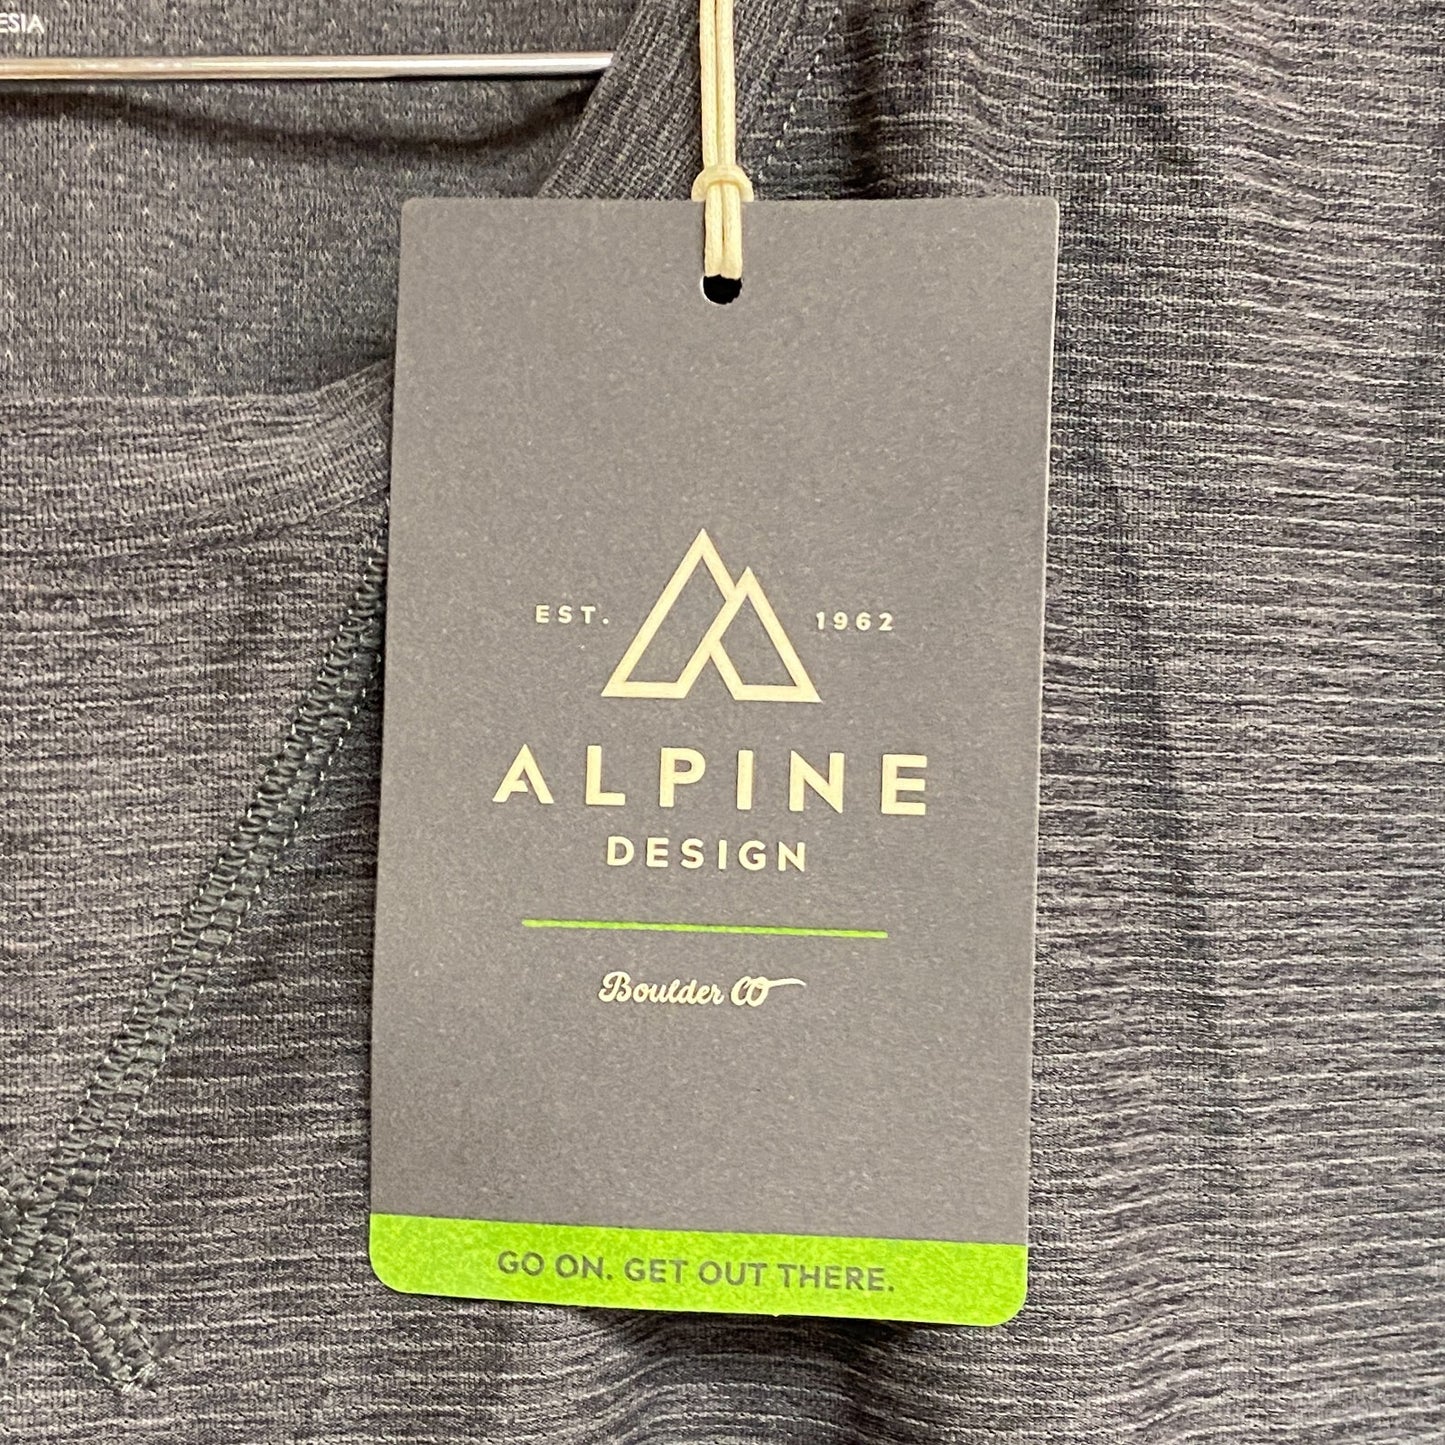 EST. 1962
ALPINE
DESIGN
Boulder CO
GO ON. GET OUT THERE.